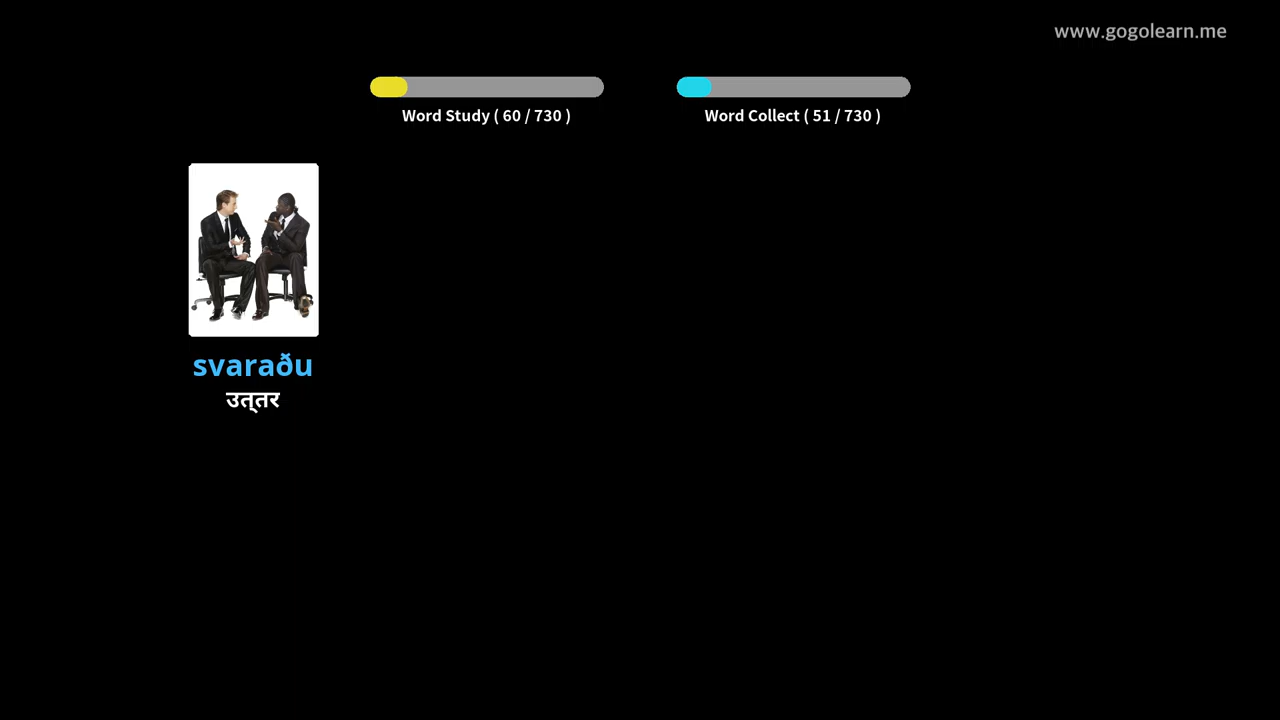 www.gogolearn.me
Word Study ( 60 / 730 )
Word Collect ( 51 / 730 )
svaraðu
उत्तर